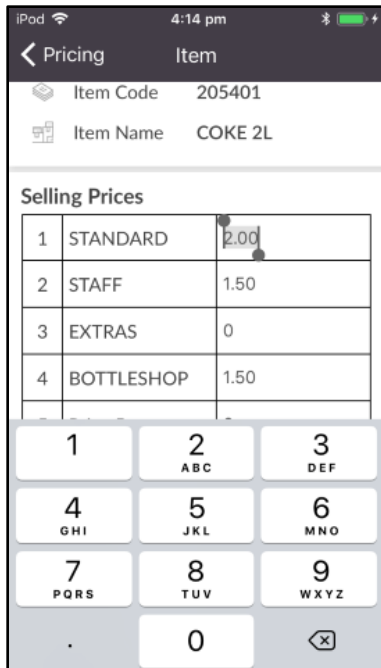 iPod 4:14 pm
Pricing Item
Item Code 205401
Item Name COKE 2L
Selling Prices
1 STANDARD 2.00
2 STAFF 1.50
3 EXTRAS 0
4 BOTTLESHOP 1.50
1 2 3
ABC DEF
4 5 6
GHI JKL MNO
7 8 9
PQRS TUV WXYZ
. 0